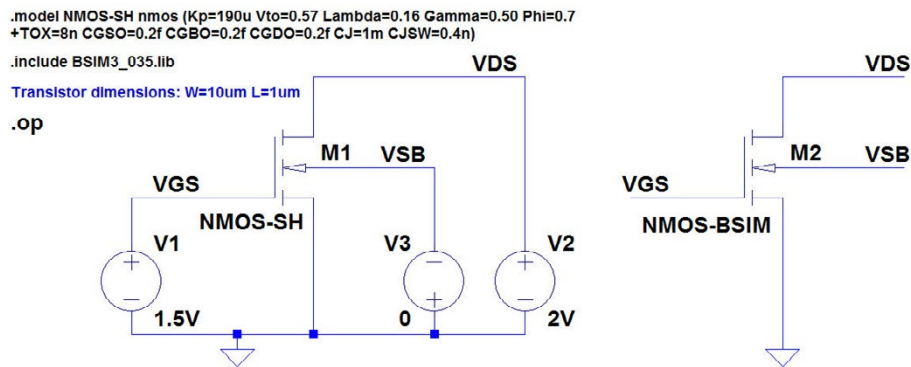 .model NMOS-SH nmos (Kp=190u Vto=0.57 Lambda=0.16 Gamma=0.50 Phi=0.7
+TOX=8n CGSO=0.2f CGBO=0.2f CGDO=0.2f CJ=1m CJSW=0.4n)
.include BSIM3_035.lib
Transistor dimensions: W=10um L=1um
.op
VDS
M1
VSB
VGS
NMOS-SH
V1
+
−
1.5V
V3
−
+
0
V2
+
−
2V
VDS
M2
VSB
VGS
NMOS-BSIM